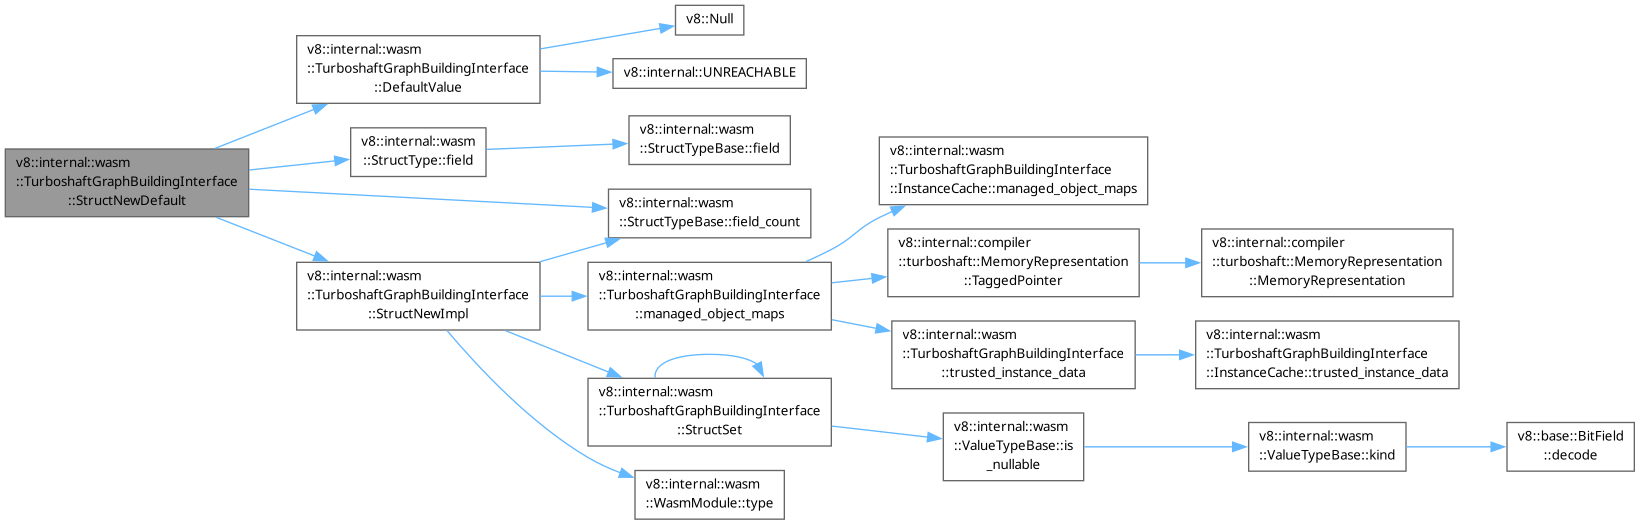 v8::internal::wasm
::TurboshaftGraphBuildingInterface
::StructNewDefault
v8::internal::wasm
::TurboshaftGraphBuildingInterface
::DefaultValue
v8::Null
v8::internal::UNREACHABLE
v8::internal::wasm
::StructType::field
v8::internal::wasm
::StructTypeBase::field
v8::internal::wasm
::StructTypeBase::field_count
v8::internal::wasm
::TurboshaftGraphBuildingInterface
::StructNewImpl
v8::internal::wasm
::TurboshaftGraphBuildingInterface
::managed_object_maps
v8::internal::wasm
::TurboshaftGraphBuildingInterface
::InstanceCache::managed_object_maps
v8::internal::compiler
::turboshaft::MemoryRepresentation
::TaggedPointer
v8::internal::compiler
::turboshaft::MemoryRepresentation
::MemoryRepresentation
v8::internal::wasm
::TurboshaftGraphBuildingInterface
::trusted_instance_data
v8::internal::wasm
::TurboshaftGraphBuildingInterface
::InstanceCache::trusted_instance_data
v8::internal::wasm
::TurboshaftGraphBuildingInterface
::StructSet
v8::internal::wasm
::ValueTypeBase::is
_nullable
v8::internal::wasm
::ValueTypeBase::kind
v8::base::BitField
::decode
v8::internal::wasm
::WasmModule::type